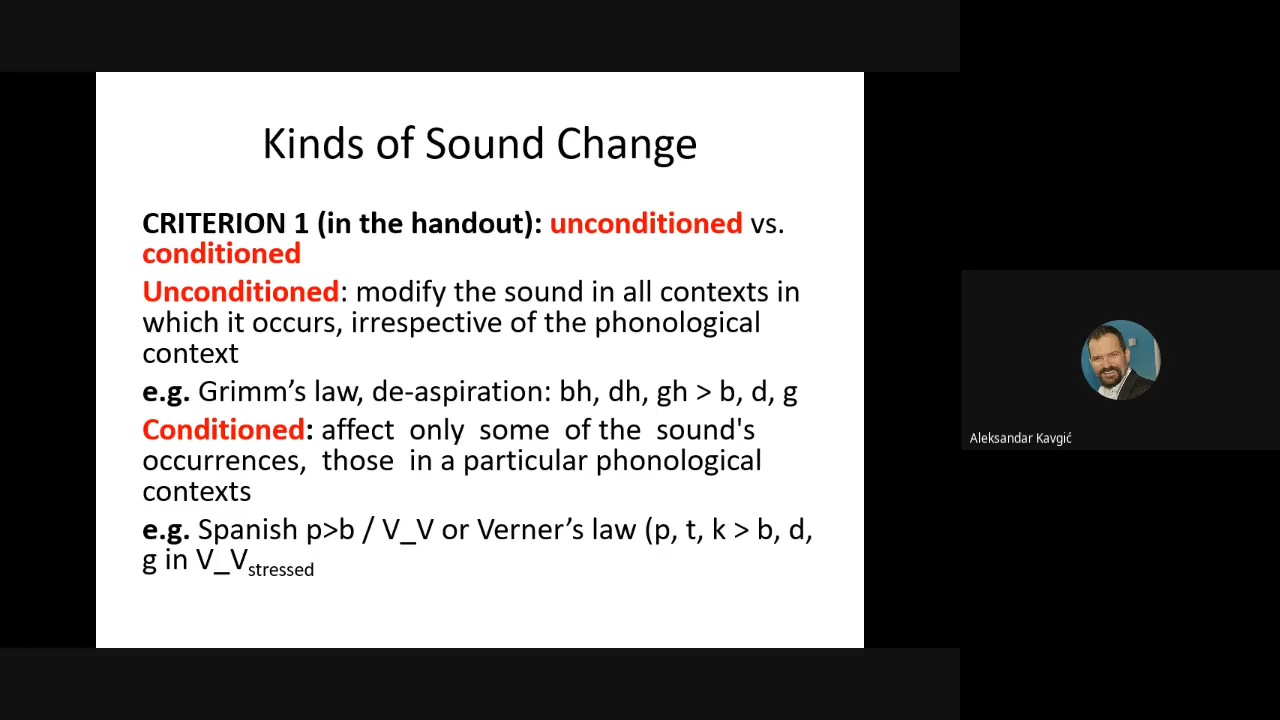 Kinds of Sound Change
CRITERION 1 (in the handout): unconditioned vs.
conditioned
Unconditioned: modify the sound in all contexts in
which it occurs, irrespective of the phonological
context
e.g. Grimm’s law, de-aspiration: bh, dh, gh > b, d, g
Conditioned: affect only some of the sound's
occurrences, those in a particular phonological
contexts
e.g. Spanish p>b / V_V or Verner’s law (p, t, k > b, d,
g in V_Vstressed
Aleksandar Kavgić